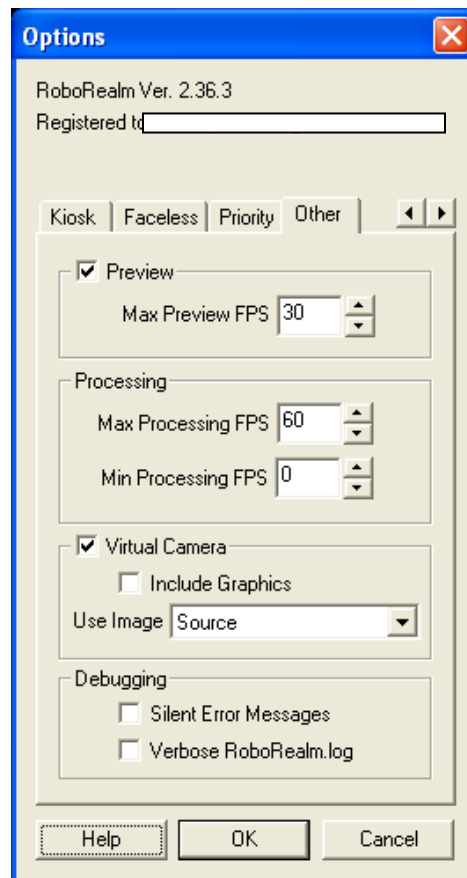 Options
RoboRealm Ver. 2.36.3
Registered to
Kiosk Faceless Priority Other
Preview
Max Preview FPS 30
Processing
Max Processing FPS 60
Min Processing FPS 0
Virtual Camera
Include Graphics
Use Image Source
Debugging
Silent Error Messages
Verbose RoboRealm.log
Help OK Cancel